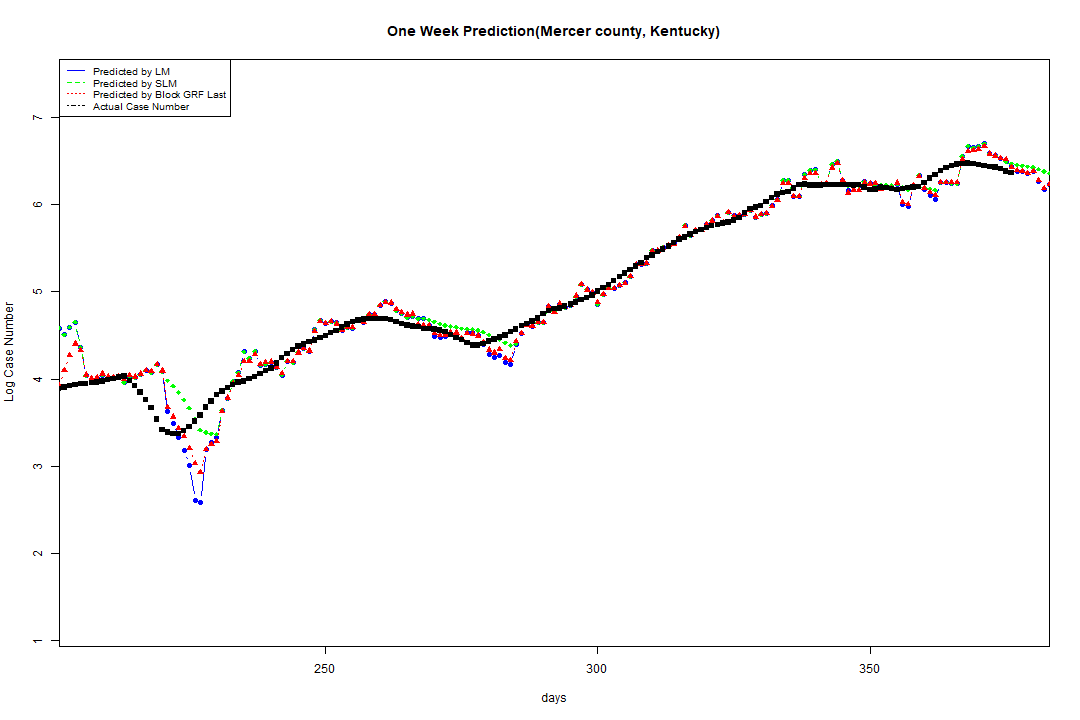 One Week Prediction(Mercer county, Kentucky)
Predicted by LM
Predicted by SLM
Predicted by Block GRF Last
Actual Case Number
7
6
5
4
3
2
1
Log Case Number
250 300 350
days